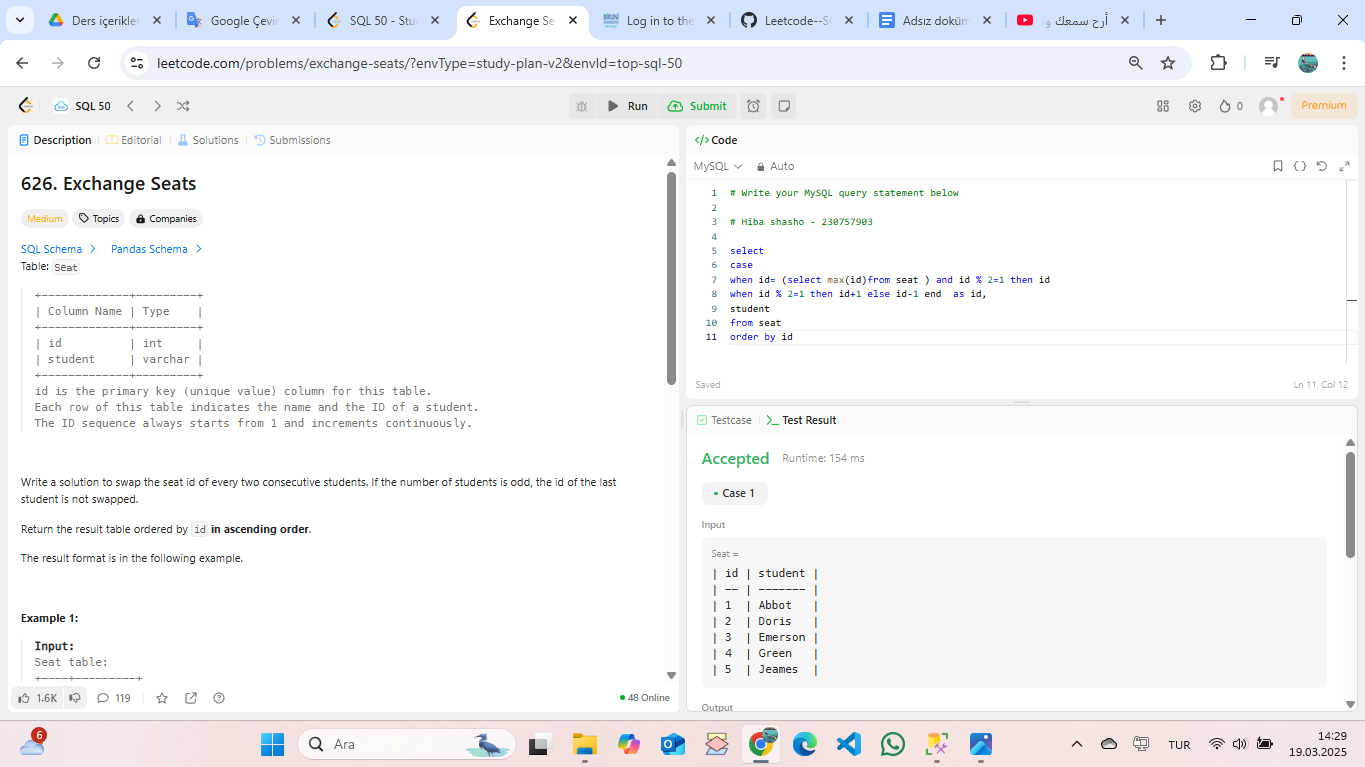 Ders içerikler
Google Çevir
SQL 50 - Stu
Exchange Se
Log in to the
Leetcode--S
Adsız doküm
أرح سمعك و
leetcode.com/problems/exchange-seats/?envType=study-plan-v2&envId=top-sql-50
SQL 50
Run
Submit
0
Premium
Description
Editorial
Solutions
Submissions
626. Exchange Seats
Medium
Topics
Companies
SQL Schema
Pandas Schema
Table: Seat
+-------------+---------+
| Column Name | Type    |
+-------------+---------+
| id          | int     |
| student     | varchar |
+-------------+---------+
id is the primary key (unique value) column for this table.
Each row of this table indicates the name and the ID of a student.
The ID sequence always starts from 1 and increments continuously.
Write a solution to swap the seat id of every two consecutive students. If the number of students is odd, the id of the last
student is not swapped.
Return the result table ordered by id in ascending order.
The result format is in the following example.
Example 1:
Input:
Seat table:
+----+---------+
1.6K
119
48 Online
Code
MySQL
Auto
1 # Write your MySQL query statement below
2
3 # Hiba shasho - 230757903
4
5 select
6 case
7 when id= (select max(id)from seat ) and id % 2=1 then id
8 when id % 2=1 then id+1 else id-1 end  as id,
9 student
10 from seat
11 order by id
Saved
Ln 11, Col 12
Testcase
Test Result
Accepted
Runtime: 154 ms
• Case 1
Input
Seat =
| id | student |
| -- | ------- |
| 1  | Abbot   |
| 2  | Doris   |
| 3  | Emerson |
| 4  | Green   |
| 5  | Jeames  |
Output
6
Ara
TUR
14:29
19.03.2025